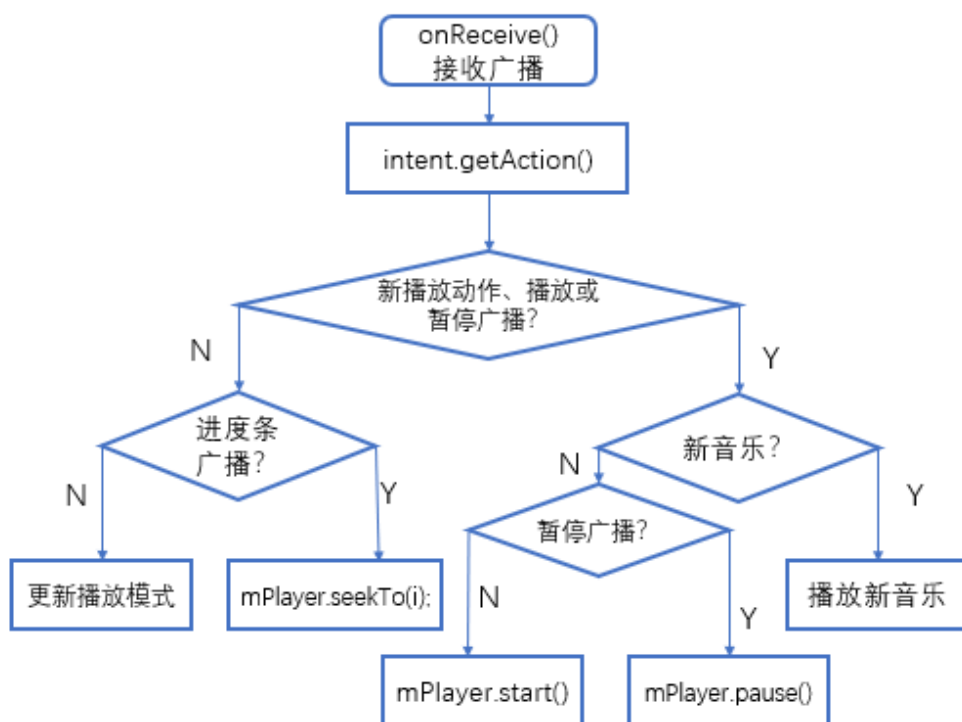 onReceive()
接收广播
intent.getAction()
新播放动作、播放或
暂停广播？
N
Y
进度条
广播？
新音乐？
N
Y
N
Y
暂停广播？
更新播放模式
mPlayer.seekTo(i);
N
Y
播放新音乐
mPlayer.start()
mPlayer.pause()